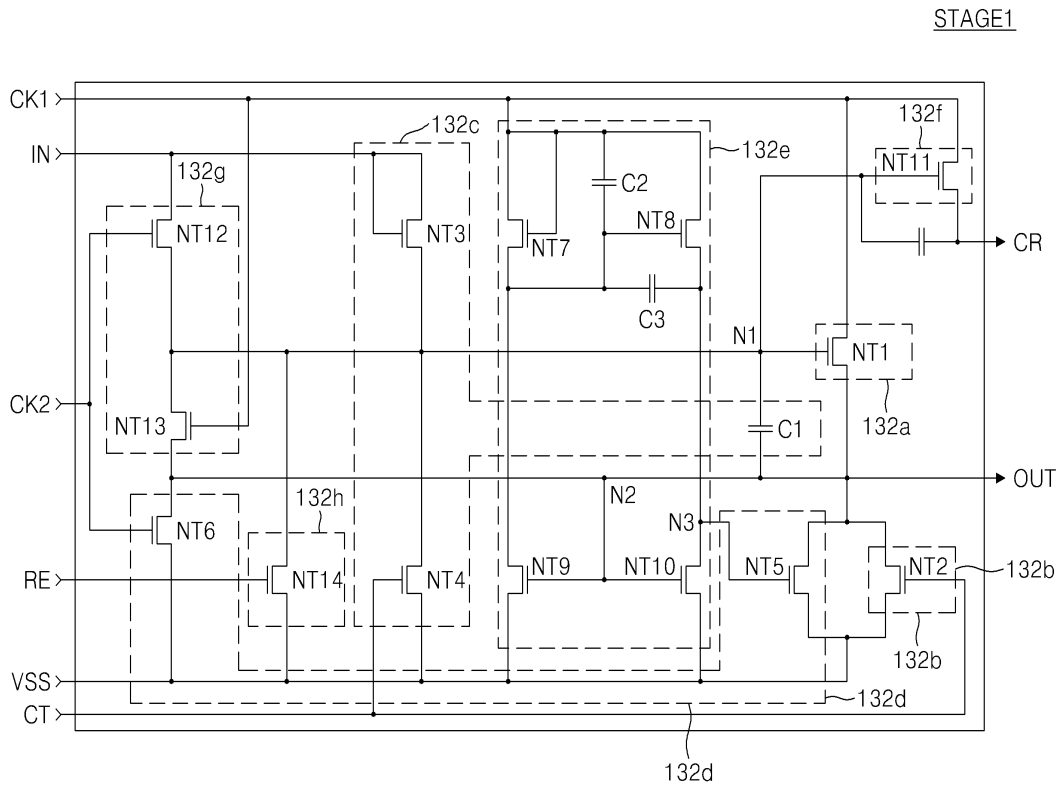 STAGE1
CK1
132c
132f
IN
132g
132e
NT11
C2
NT12
NT3
NT7
NT8
CR
C3
N1
NT1
CK2
NT13
C1
132a
OUT
132h
N2
NT6
N3
RE
NT14
NT4
NT9
NT10
NT5
NT2
132b
132b
VSS
132d
CT
132d